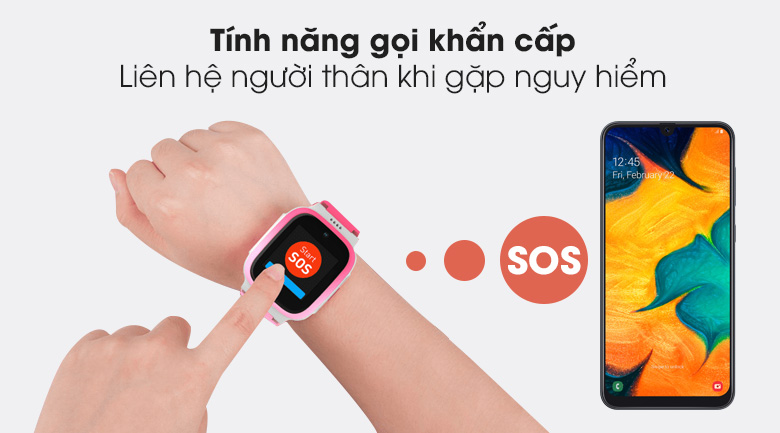 Tính năng gọi khẩn cấp
Liên hệ người thân khi gặp nguy hiểm
12:45
Fri, February 22
Start
SOS
SOS